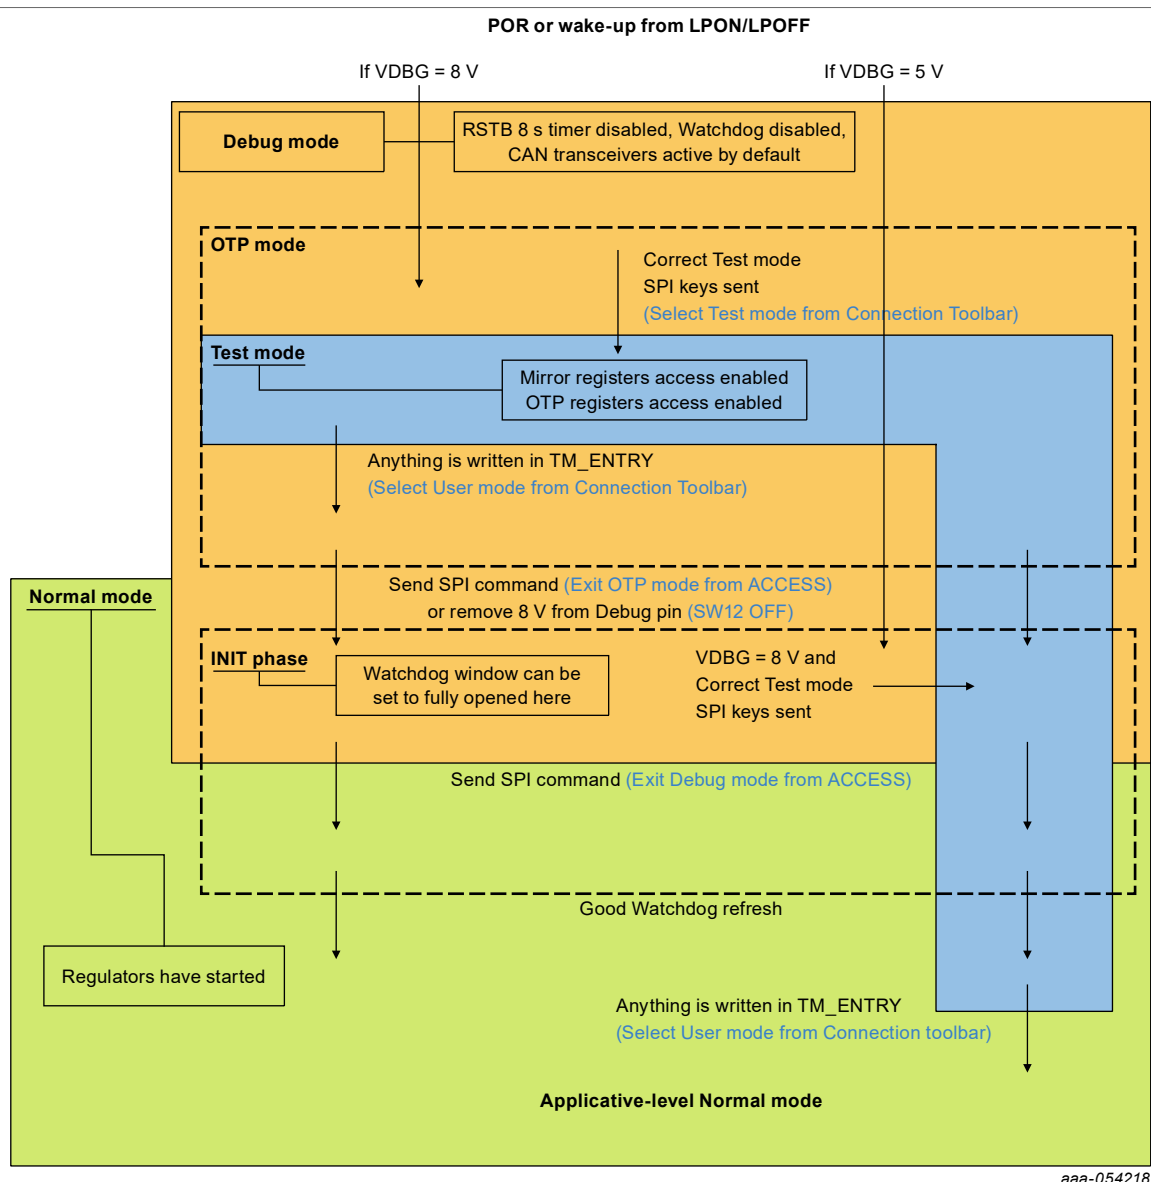 POR or wake-up from LPON/LPOFF
If VDBG = 8 V
If VDBG = 5 V
Debug mode
RSTB 8 s timer disabled, Watchdog disabled,
CAN transceivers active by default
OTP mode
Correct Test mode
SPI keys sent
(Select Test mode from Connection Toolbar)
Test mode
Mirror registers access enabled
OTP registers access enabled
Anything is written in TM_ENTRY
(Select User mode from Connection Toolbar)
Send SPI command (Exit OTP mode from ACCESS)
or remove 8 V from Debug pin (SW12 OFF)
Normal mode
INIT phase
Watchdog window can be
set to fully opened here
VDBG = 8 V and
Correct Test mode
SPI keys sent
Send SPI command (Exit Debug mode from ACCESS)
Good Watchdog refresh
Regulators have started
Anything is written in TM_ENTRY
(Select User mode from Connection toolbar)
Applicative-level Normal mode
aaa-054218